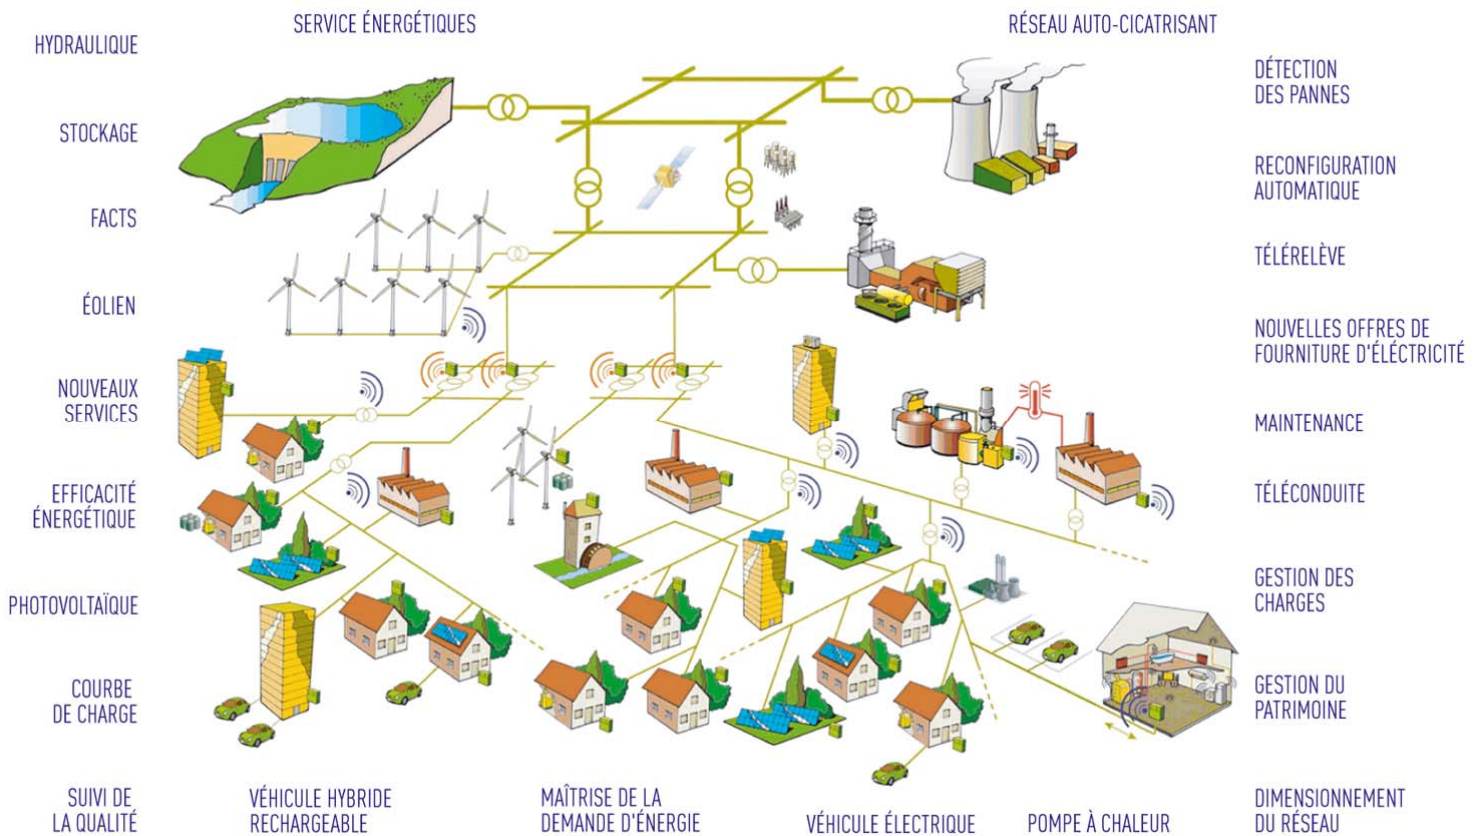 SERVICE ÉNERGÉTIQUES
RÉSEAU AUTO-CICATRISANT
HYDRAULIQUE
STOCKAGE
FACTS
ÉOLIEN
NOUVEAUX
SERVICES
EFFICACITÉ
ÉNERGÉTIQUE
PHOTOVOLTAÏQUE
COURBE
DE CHARGE
SUIVI DE
LA QUALITÉ
VÉHICULE HYBRIDE
RECHARGEABLE
MAÎTRISE DE LA
DEMANDE D'ÉNERGIE
VÉHICULE ÉLECTRIQUE
POMPE À CHALEUR
DÉTECTION
DES PANNES
RECONFIGURATION
AUTOMATIQUE
TÉLÉRELÈVE
NOUVELLES OFFRES DE
FOURNITURE D'ÉLÉCTRICITÉ
MAINTENANCE
TÉLÉCONDUITE
GESTION DES
CHARGES
GESTION DU
PATRIMOINE
DIMENSIONNEMENT
DU RÉSEAU